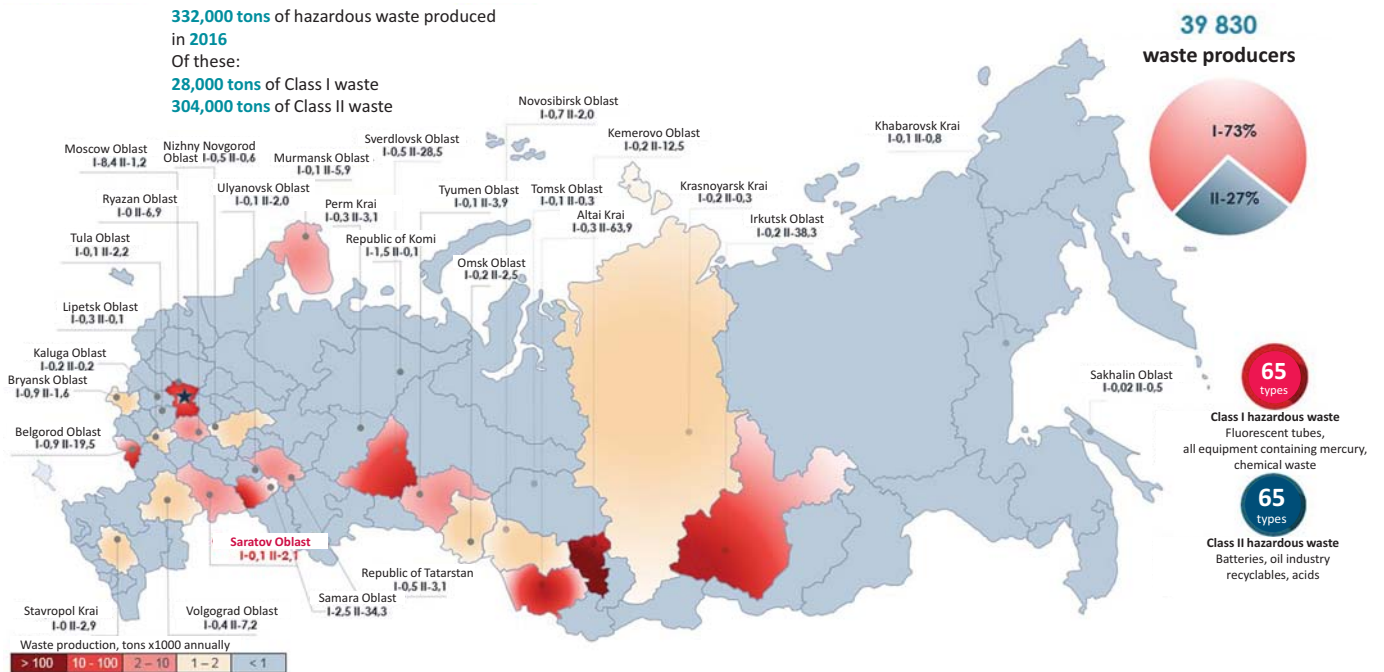 332,000 tons of hazardous waste produced
in 2016
Of these:
28,000 tons of Class I waste
304,000 tons of Class II waste
39 830
waste producers
I-73%
II-27%
Novosibirsk Oblast
I-0,7 II-2,0
Sverdlovsk Oblast
I-0,5 II-28,5
Kemerovo Oblast
I-0,2 II-12,5
Khabarovsk Krai
I-0,1 II-0,8
Moscow Oblast
I-8,4 II-1,2
Nizhny Novgorod
Oblast I-0,5 II-0,6
Murmansk Oblast
I-0,1 II-5,9
Ryazan Oblast
I-0 II-6,9
Ulyanovsk Oblast
I-0,1 II-2,0
Perm Krai
I-0,3 II-3,1
Tyumen Oblast
I-0,1 II-3,9
Tomsk Oblast
I-0,1 II-0,3
Krasnoyarsk Krai
I-0,2 II-0,3
Altai Krai
I-0,3 II-63,9
Irkutsk Oblast
I-0,2 II-38,3
Tula Oblast
I-0,1 II-2,2
Republic of Komi
I-1,5 II-0,1
Omsk Oblast
I-0,2 II-2,5
Lipetsk Oblast
I-0,3 II-0,1
Kaluga Oblast
I-0,2 II-0,2
Bryansk Oblast
I-0,9 II-1,6
Belgorod Oblast
I-0,9 II-19,5
Sakhalin Oblast
I-0,02 II-0,5
65
types
Class I hazardous waste
Fluorescent tubes,
all equipment containing mercury,
chemical waste
65
types
Class II hazardous waste
Batteries, oil industry
recyclables, acids
Saratov Oblast
I-0,1 II-2,1
Republic of Tatarstan
I-0,5 II-3,1
Samara Oblast
I-2,5 II-34,3
Stavropol Krai
I-0 II-2,9
Volgograd Oblast
I-0,4 II-7,2
Waste production, tons x1000 annually
> 100 10 - 100 2 – 10 1 – 2 < 1